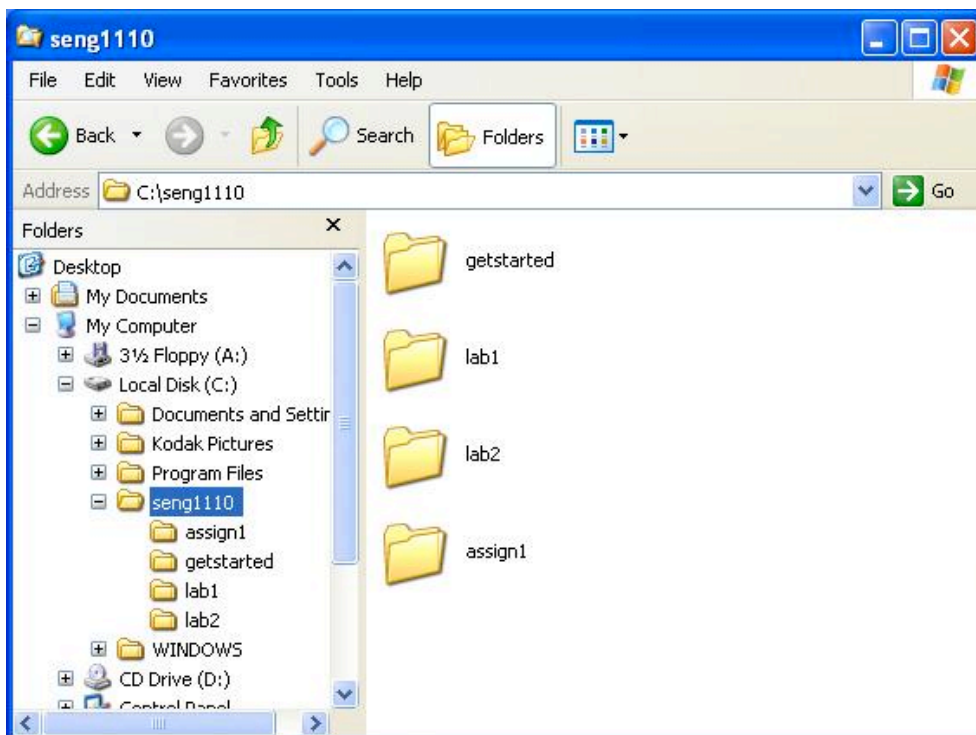 seng1110
File Edit View Favorites Tools Help
Back Search Folders
Address C:\seng1110 Go
Folders X
Desktop
My Documents
My Computer
3½ Floppy (A:)
Local Disk (C:)
Documents and Settir
Kodak Pictures
Program Files
seng1110
assign1
getstarted
lab1
lab2
WINDOWS
CD Drive (D:)
Control Panel
getstarted
lab1
lab2
assign1